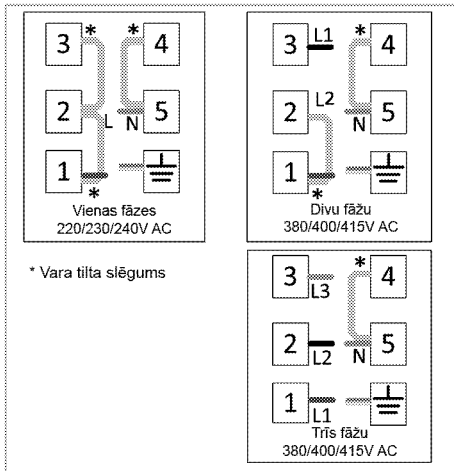 3 * * 4
2 L N 5
1 *
Vienas fāzes
220/230/240V AC
3 L1 * 4
2 L2 N 5
1 *
Divu fāžu
380/400/415V AC
* Vara tilta slēgums
3 L3 * 4
2 L2 N 5
1 L1
Trīs fāžu
380/400/415V AC